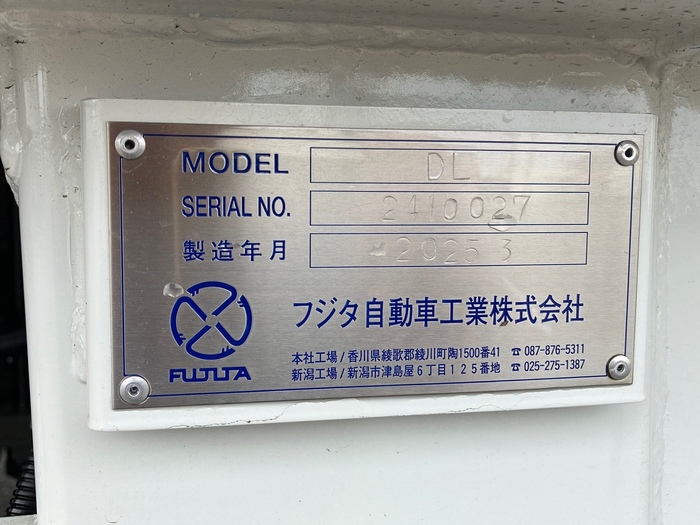 MODEL DL
SERIAL NO. 2410027
製造年月 2025 3
フジタ自動車工業株式会社
FUJITA
本社工場/香川県綾歌郡綾川町陶1500番41 ☎ 087-876-5311
新潟工場/新潟市津島屋6丁目125番地 ☎ 025-275-1387